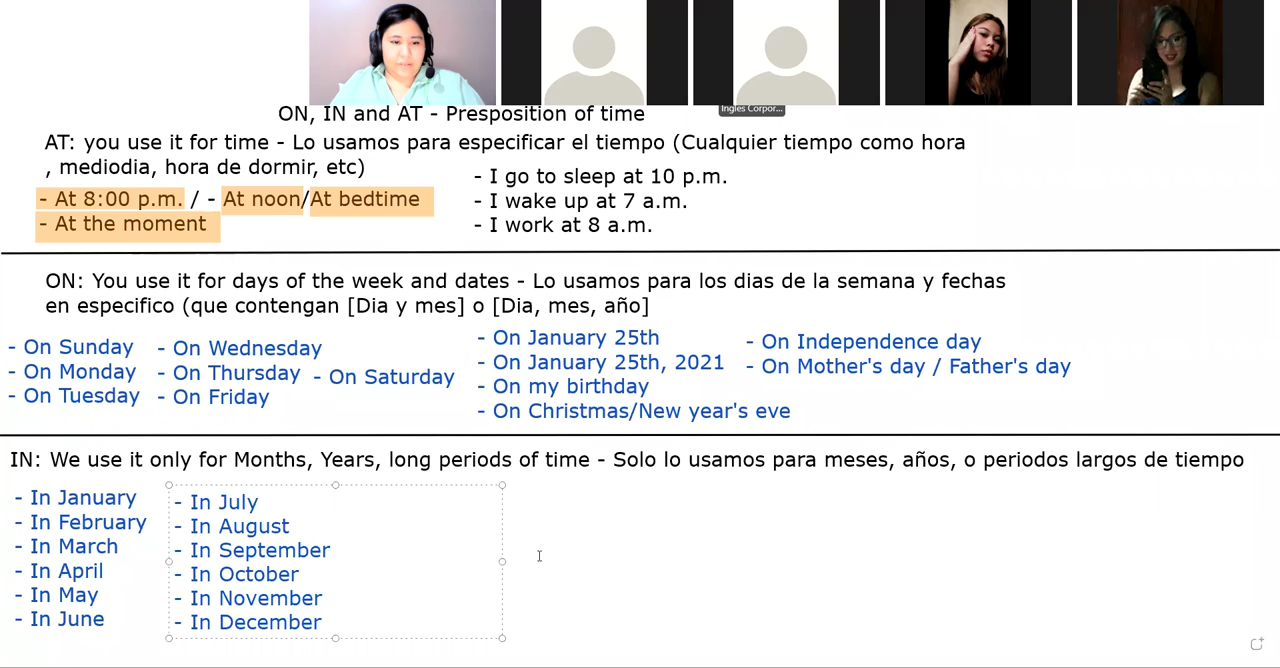 Ingles Corpor...
ON, IN and AT - Presposition of time
AT: you use it for time - Lo usamos para especificar el tiempo (Cualquier tiempo como hora
, mediodia, hora de dormir, etc)
- At 8:00 p.m. / - At noon/At bedtime
- At the moment
- I go to sleep at 10 p.m.
- I wake up at 7 a.m.
- I work at 8 a.m.
ON: You use it for days of the week and dates - Lo usamos para los dias de la semana y fechas
en especifico (que contengan [Dia y mes] o [Dia, mes, año]
- On Sunday
- On Monday
- On Tuesday
- On Wednesday
- On Thursday
- On Friday
- On Saturday
- On January 25th
- On January 25th, 2021
- On my birthday
- On Christmas/New year's eve
- On Independence day
- On Mother's day / Father's day
IN: We use it only for Months, Years, long periods of time - Solo lo usamos para meses, años, o periodos largos de tiempo
- In January
- In February
- In March
- In April
- In May
- In June
- In July
- In August
- In September
- In October
- In November
- In December